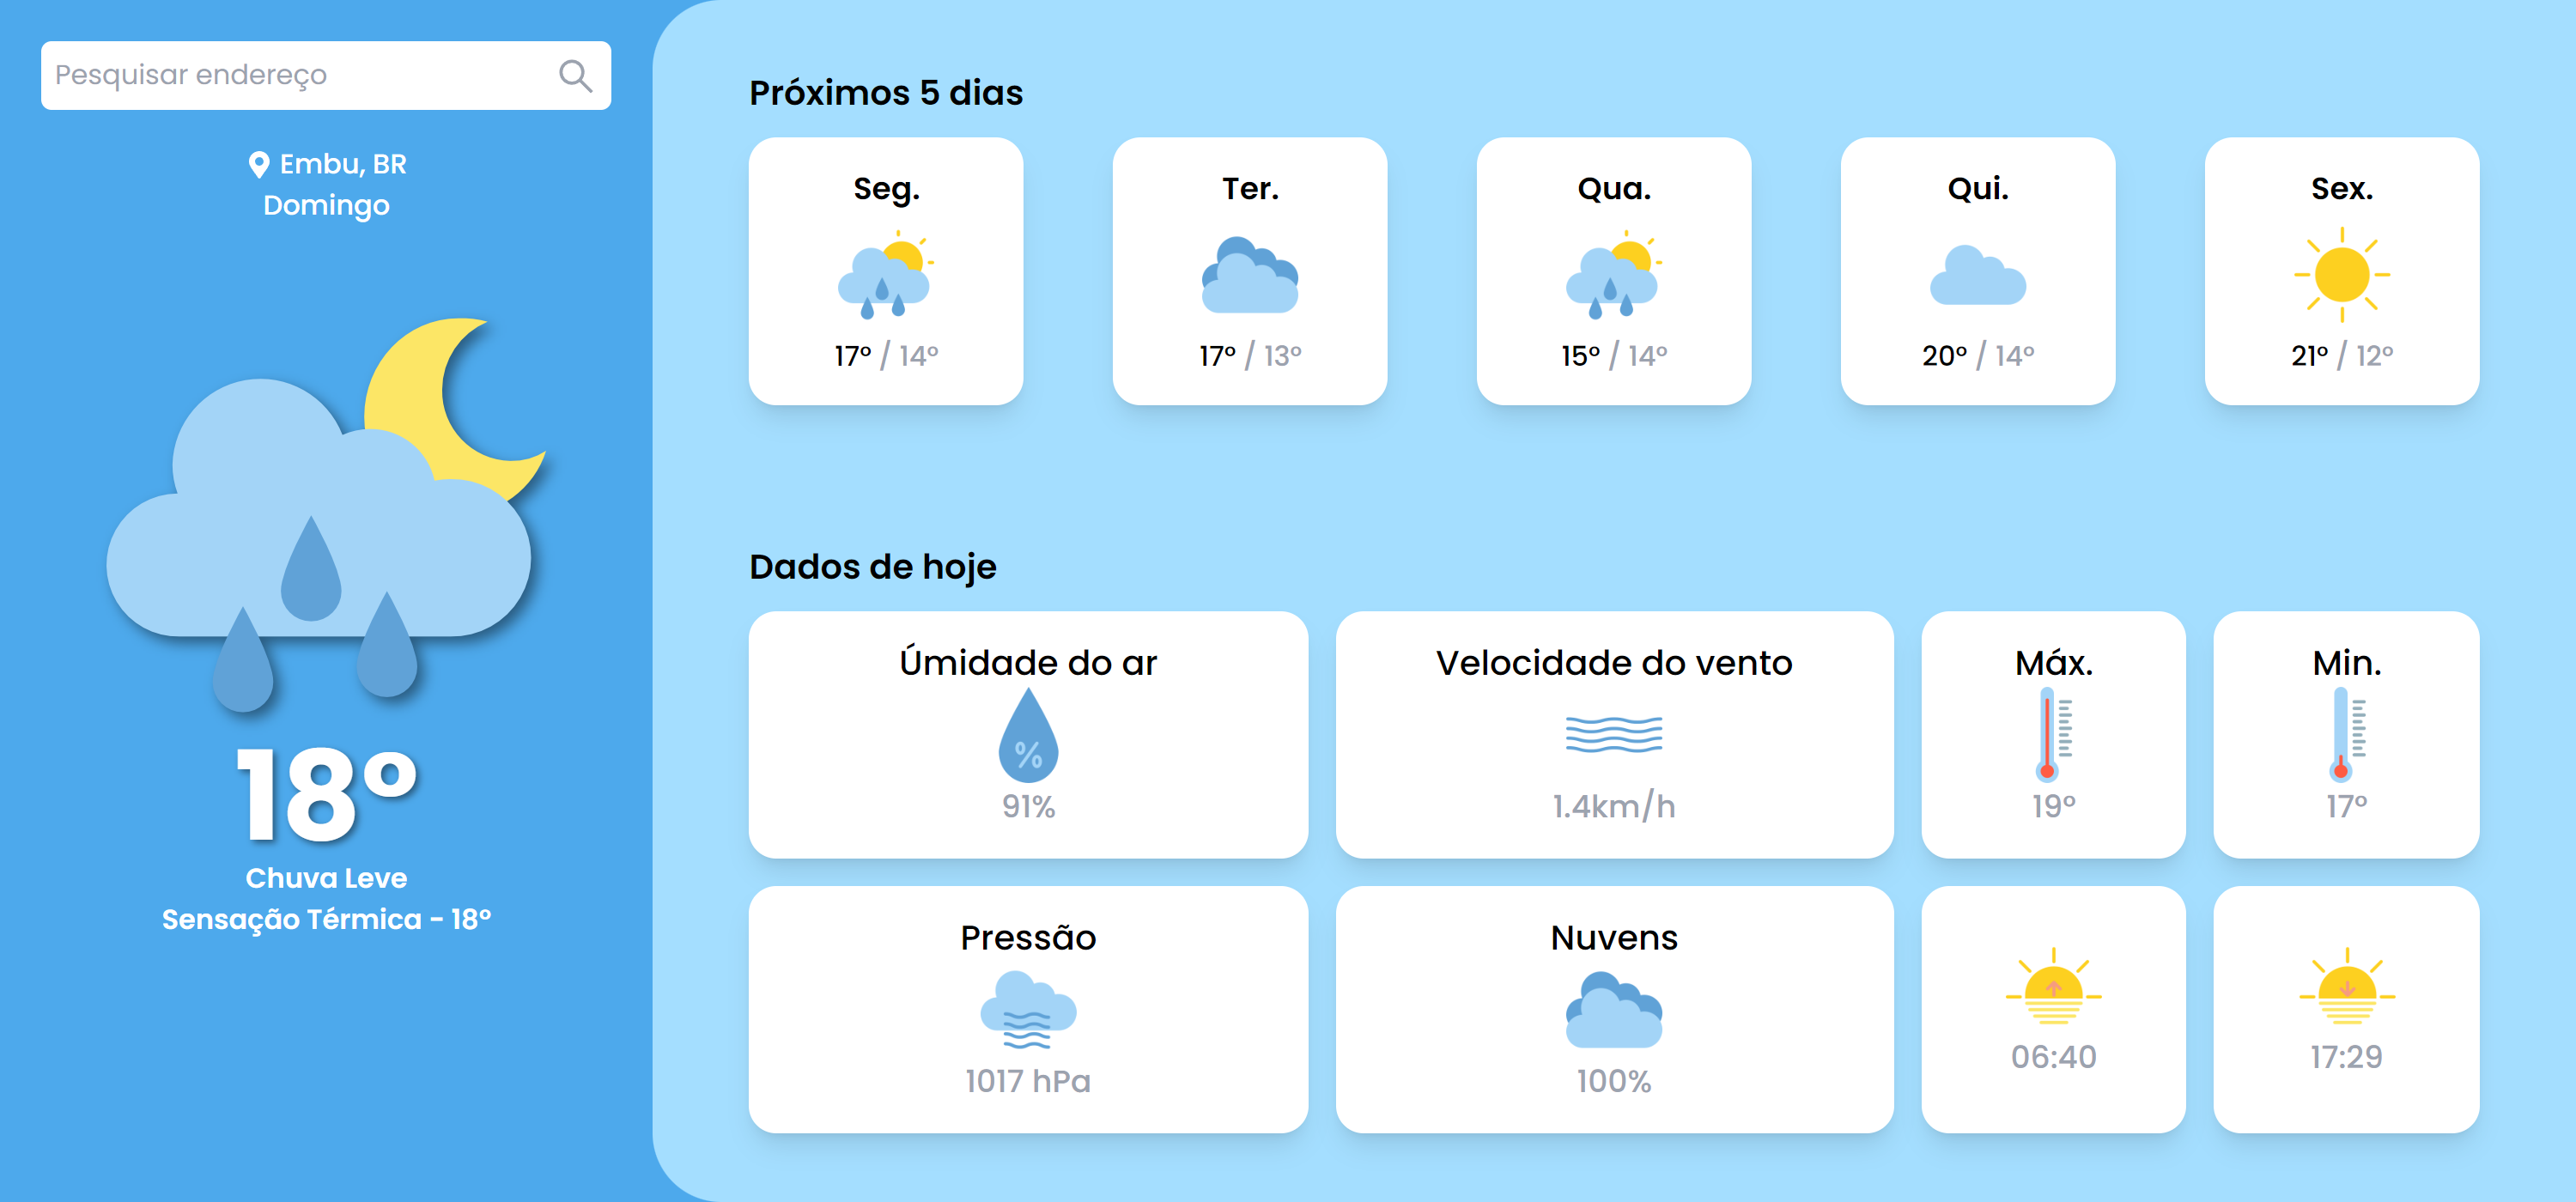 Pesquisar endereço
Embu, BR
Domingo
18°
Chuva Leve
Sensação Térmica - 18°
Próximos 5 dias
Seg.
17° / 14°
Ter.
17° / 13°
Qua.
15° / 14°
Qui.
20° / 14°
Sex.
21° / 12°
Dados de hoje
Úmidade do ar
%
91%
Velocidade do vento
1.4km/h
Máx.
19°
Min.
17°
Pressão
1017 hPa
Nuvens
100%
06:40
17:29